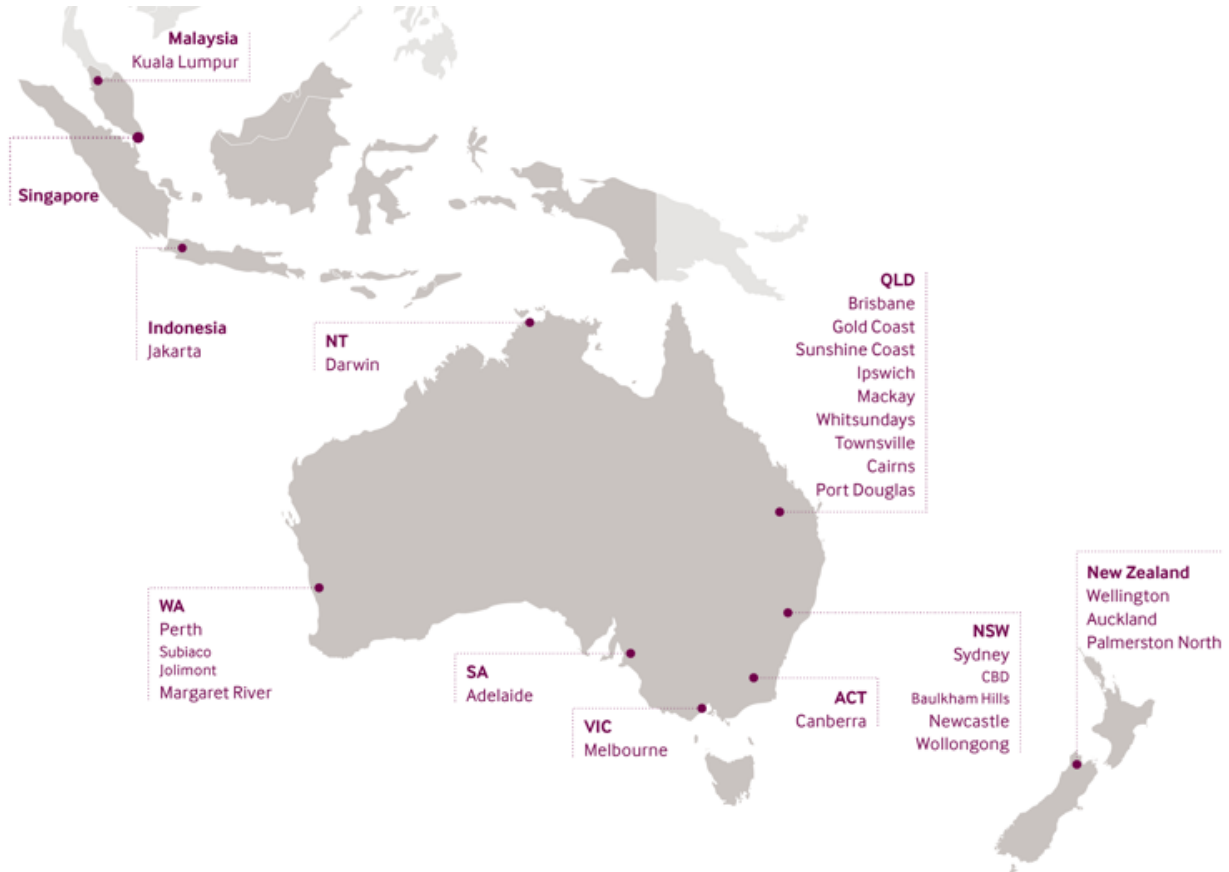 Malaysia
Kuala Lumpur
Singapore
Indonesia
Jakarta
NT
Darwin
QLD
Brisbane
Gold Coast
Sunshine Coast
Ipswich
Mackay
Whitsundays
Townsville
Cairns
Port Douglas
WA
Perth
Subiaco
Jolimont
Margaret River
SA
Adelaide
VIC
Melbourne
ACT
Canberra
NSW
Sydney
CBD
Baulkham Hills
Newcastle
Wollongong
New Zealand
Wellington
Auckland
Palmerston North